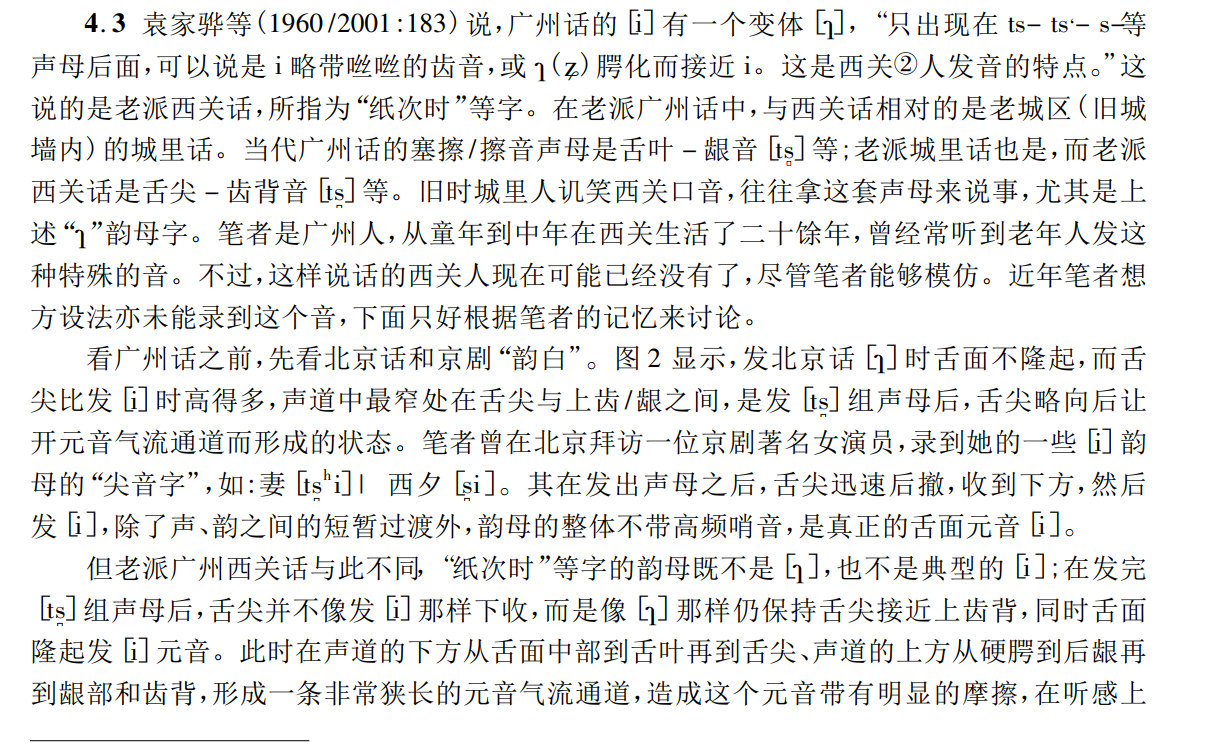 4.3 袁家骅等(1960/2001:183)说,广州话的[i]有一个变体[ɿ],“只出现在 ts- ts‘- s-等
声母后面,可以说是 i 略带咝咝的齿音,或 ɿ(ʑ)腭化而接近 i。这是西关②人发音的特点。”这
说的是老派西关话,所指为“纸次时”等字。在老派广州话中,与西关话相对的是老城区(旧城
墙内)的城里话。当代广州话的塞擦/擦音声母是舌叶-龈音[ts̻]等;老派城里话也是,而老派
西关话是舌尖-齿背音[ts̺]等。旧时城里人讥笑西关口音,往往拿这套声母来说事,尤其是上
述“ɿ”韵母字。笔者是广州人,从童年到中年在西关生活了二十馀年,曾经常听到老年人发这
种特殊的音。不过,这样说话的西关人现在可能已经没有了,尽管笔者能够模仿。近年笔者想
方设法亦未能录到这个音,下面只好根据笔者的记忆来讨论。
看广州话之前,先看北京话和京剧“韵白”。图 2 显示,发北京话[ɿ]时舌面不隆起,而舌
尖比发[i]时高得多,声道中最窄处在舌尖与上齿/龈之间,是发[ts̺]组声母后,舌尖略向后让
开元音气流通道而形成的状态。笔者曾在北京拜访一位京剧著名女演员,录到她的一些[i]韵
母的“尖音字”,如:妻[ts̺ʰi]| 西夕[s̺i]。其在发出声母之后,舌尖迅速后撤,收到下方,然后
发[i],除了声、韵之间的短暂过渡外,韵母的整体不带高频哨音,是真正的舌面元音[i]。
但老派广州西关话与此不同,“纸次时”等字的韵母既不是[ɿ],也不是典型的[i];在发完
[ts̺]组声母后,舌尖并不像发[i]那样下收,而是像[ɿ]那样仍保持舌尖接近上齿背,同时舌面
隆起发[i]元音。此时在声道的下方从舌面中部到舌叶再到舌尖、声道的上方从硬腭到后龈再
到龈部和齿背,形成一条非常狭长的元音气流通道,造成这个元音带有明显的摩擦,在听感上